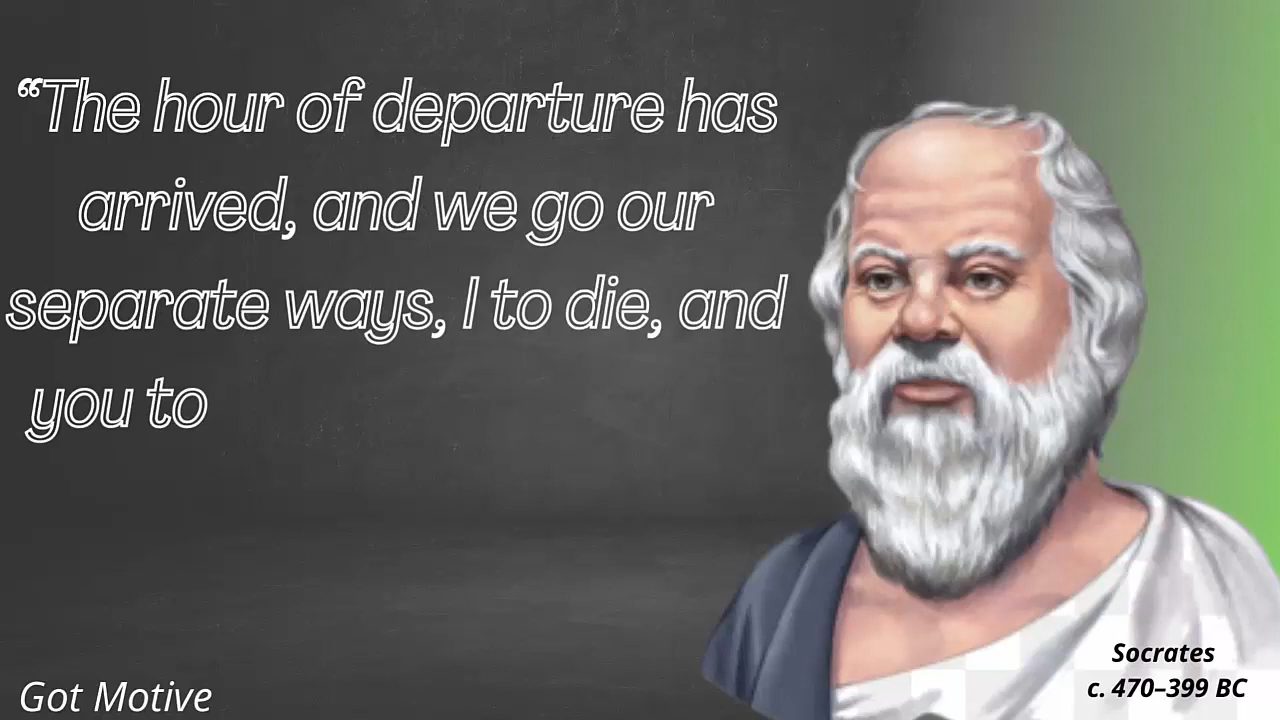 “The hour of departure has
arrived, and we go our
separate ways, I to die, and
you to
Socrates
c. 470–399 BC
Got Motive